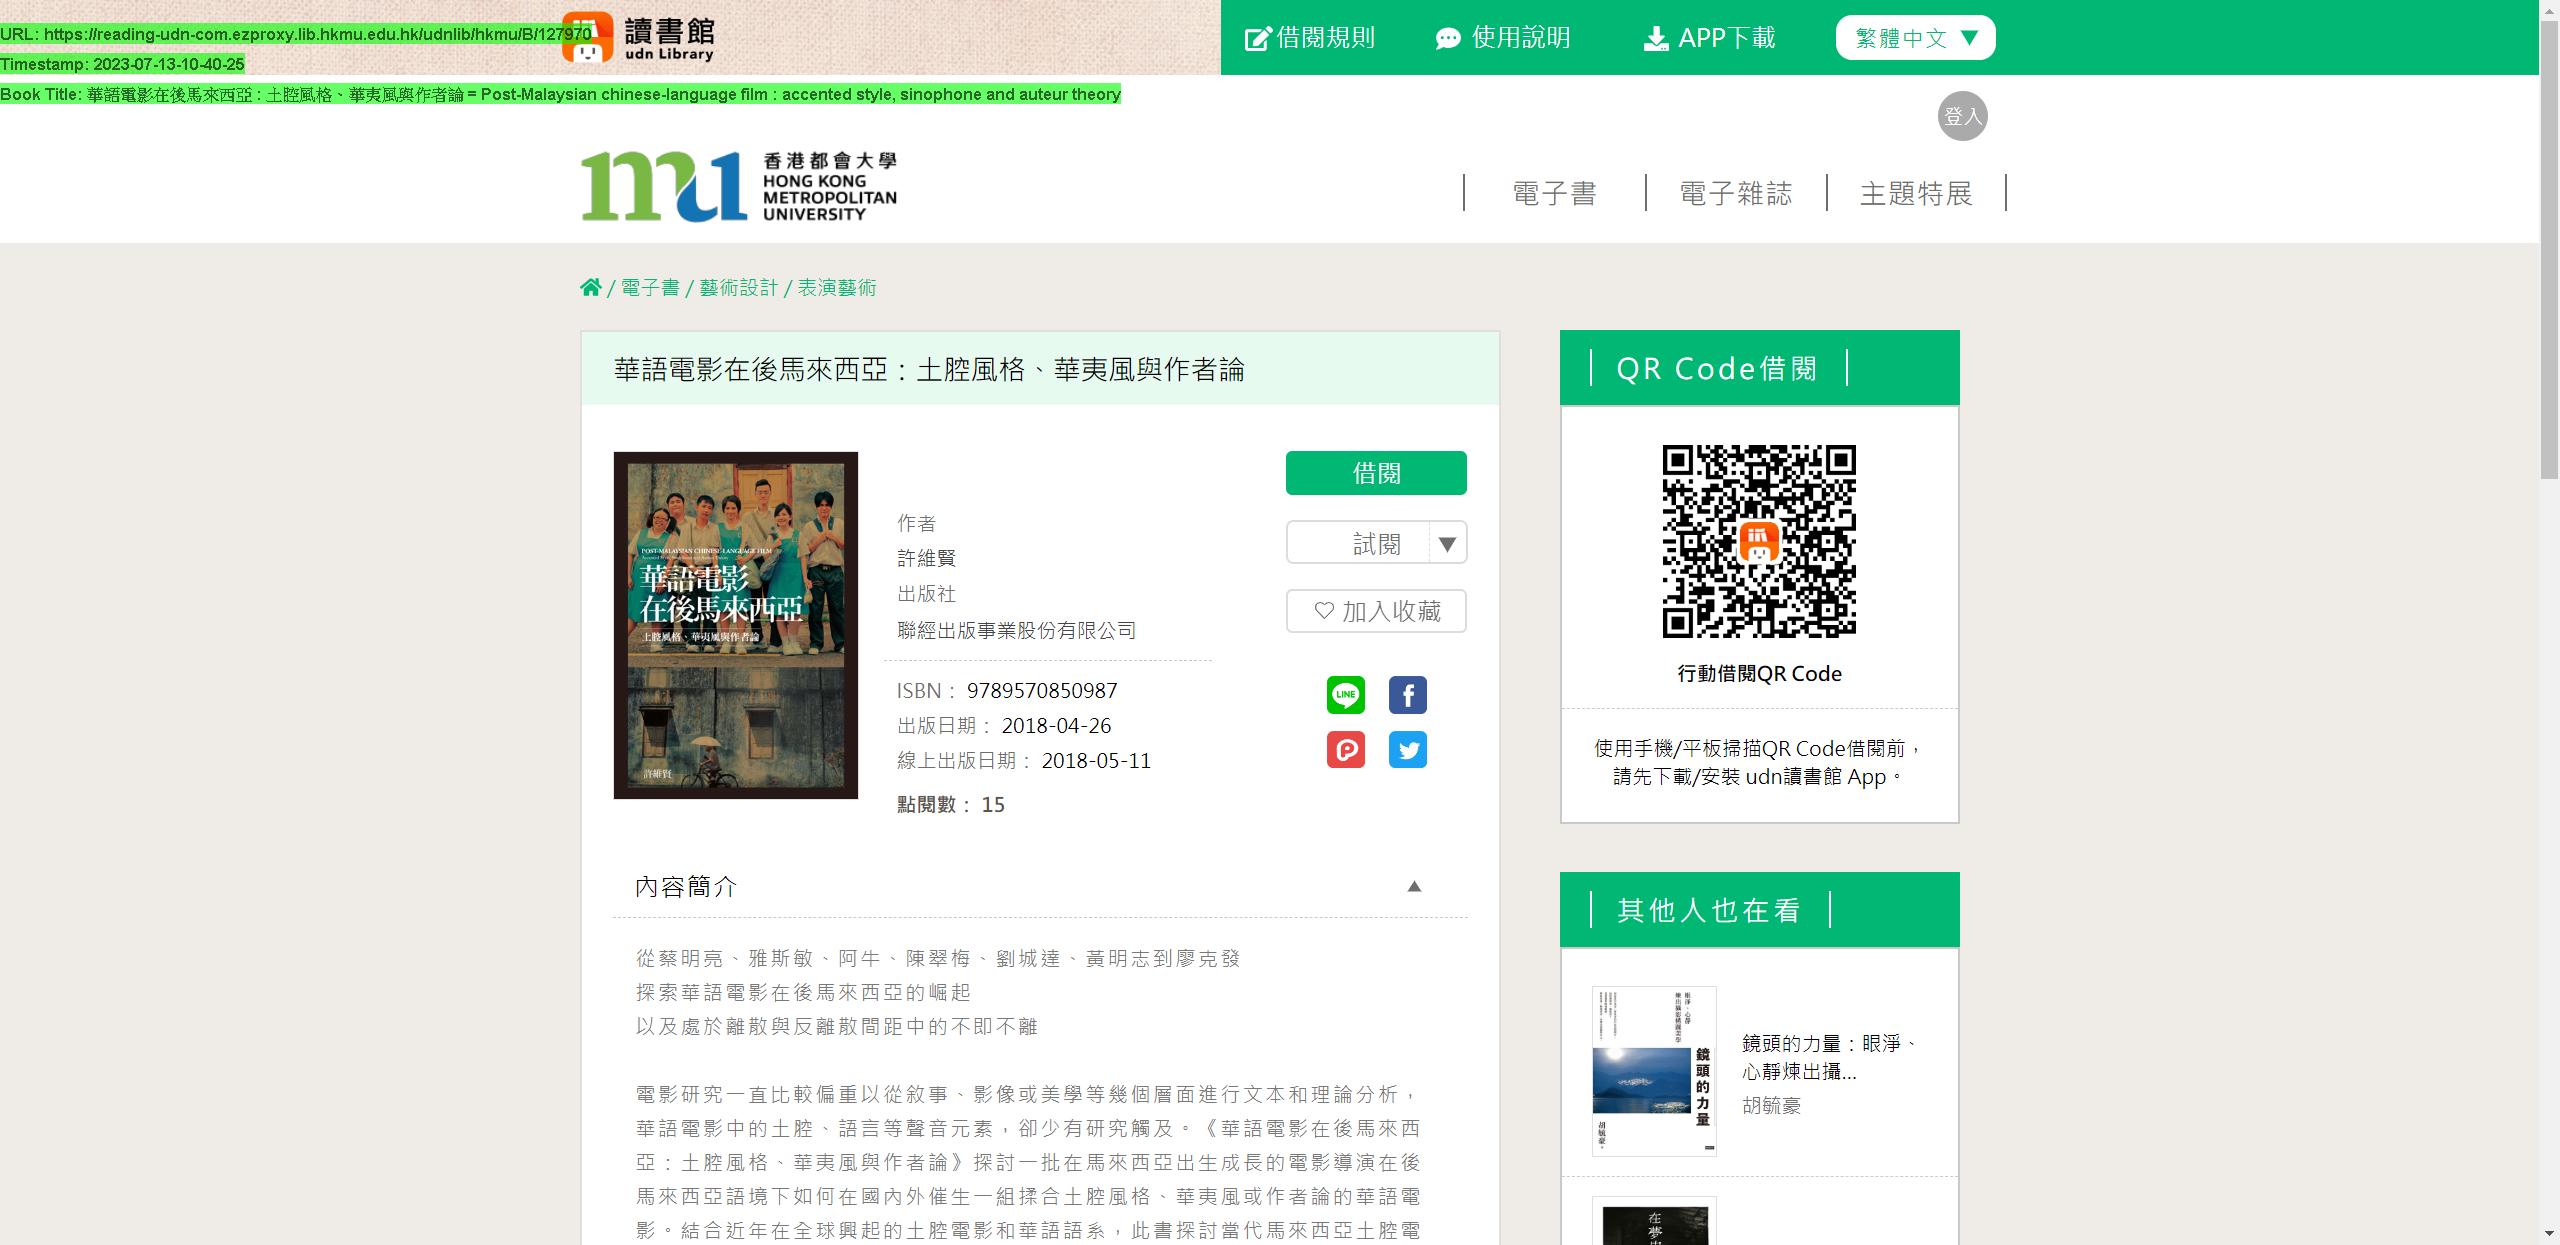 URL: https://reading-udn-com.ezproxy.lib.hkmu.edu.hk/udnlib/hkmu/B/127970
Timestamp: 2023-07-13-10-40-25
Book Title: 華語電影在後馬來西亞 : 土腔風格、華夷風與作者論 = Post-Malaysian chinese-language film : accented style, sinophone and auteur theory
讀書館
udn Library
借閱規則
使用說明
APP下載
繁體中文 ▼
登入
mu
香港都會大學
HONG KONG
METROPOLITAN
UNIVERSITY
電子書
電子雜誌
主題特展
/ 電子書 / 藝術設計 / 表演藝術
華語電影在後馬來西亞：土腔風格、華夷風與作者論
POST-MALAYSIAN CHINESE-LANGUAGE FILM
華語電影
在後馬來西亞
土腔風格、華夷風與作者論
許維賢
作者
許維賢
出版社
聯經出版事業股份有限公司
ISBN： 9789570850987
出版日期： 2018-04-26
線上出版日期： 2018-05-11
點閱數： 15
借閱
試閱 ▼
♡ 加入收藏
LINE
內容簡介 ▲
從蔡明亮、雅斯敏、阿牛、陳翠梅、劉城達、黃明志到廖克發
探索華語電影在後馬來西亞的崛起
以及處於離散與反離散間距中的不即不離
電影研究一直比較偏重以從敘事、影像或美學等幾個層面進行文本和理論分析，
華語電影中的土腔、語言等聲音元素，卻少有研究觸及。《華語電影在後馬來西
亞：土腔風格、華夷風與作者論》探討一批在馬來西亞出生成長的電影導演在後
馬來西亞語境下如何在國內外催生一組揉合土腔風格、華夷風或作者論的華語電
影。結合近年在全球興起的土腔電影和華語語系，此書探討當代馬來西亞土腔電
QR Code借閱
行動借閱QR Code
使用手機/平板掃描QR Code借閱前，
請先下載/安裝 udn讀書館 App。
其他人也在看
鏡頭的力量
胡毓豪
鏡頭的力量：眼淨、
心靜煉出攝...
胡毓豪
在夢